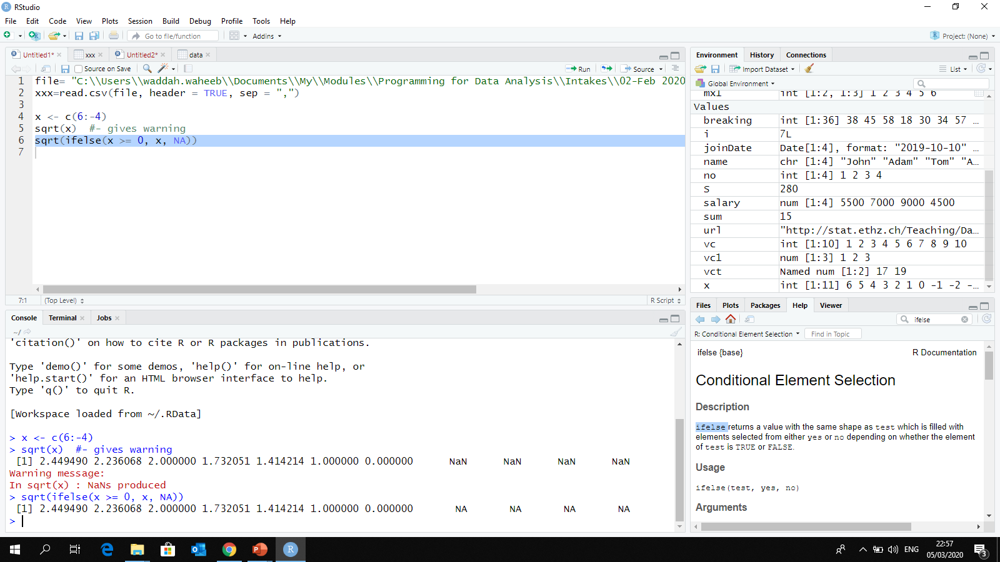 RStudio
File Edit Code View Plots Session Build Debug Profile Tools Help
Go to file/function Addins Project: (None)
Untitled1* xxx Untitled2* data
Source on Save Run Source
1 file= "C:\\Users\\waddah.waheeb\\Documents\\My\\Modules\\Programming for Data Analysis\\Intakes\\02-Feb 2020
2 xxx=read.csv(file, header = TRUE, sep = ",")
3
4 x <- c(6:-4)
5 sqrt(x)  #- gives warning
6 sqrt(ifelse(x >= 0, x, NA))
7
7:1 (Top Level) R Script
Console Terminal Jobs
~/
'citation()' on how to cite R or R packages in publications.
Type 'demo()' for some demos, 'help()' for on-line help, or
'help.start()' for an HTML browser interface to help.
Type 'q()' to quit R.
[Workspace loaded from ~/.RData]
> x <- c(6:-4)
> sqrt(x)  #- gives warning
[1] 2.449490 2.236068 2.000000 1.732051 1.414214 1.000000 0.000000 NaN NaN NaN NaN
Warning message:
In sqrt(x) : NaNs produced
> sqrt(ifelse(x >= 0, x, NA))
[1] 2.449490 2.236068 2.000000 1.732051 1.414214 1.000000 0.000000 NA NA NA NA
>
Environment History Connections
Import Dataset List
Global Environment
mx1 int [1:2, 1:3] 1 2 3 4 5 6
Values
breaking int [1:36] 38 45 58 18 30 34 57 ...
i 7L
joinDate Date[1:4], format: "2019-10-10" ...
name chr [1:4] "John" "Adam" "Tom" "A...
no int [1:4] 1 2 3 4
S 280
salary num [1:4] 5500 7000 9000 4500
sum 15
url "http://stat.ethz.ch/Teaching/Da...
vc int [1:10] 1 2 3 4 5 6 7 8 9 10
vc1 num [1:3] 1 2 3
vct Named num [1:2] 17 19
x int [1:11] 6 5 4 3 2 1 0 -1 -2 -...
Files Plots Packages Help Viewer
ifelse
R: Conditional Element Selection Find in Topic
ifelse {base} R Documentation
Conditional Element Selection
Description
ifelse returns a value with the same shape as test which is filled with
elements selected from either yes or no depending on whether the element
of test is TRUE or FALSE.
Usage
ifelse(test, yes, no)
Arguments
ENG
22:57
05/03/2020
3